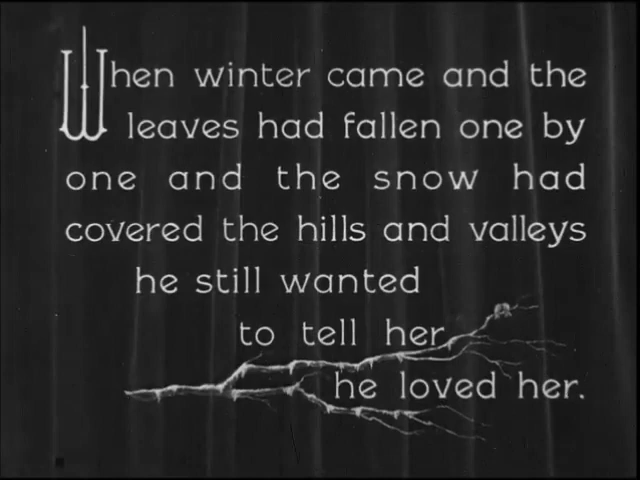 When winter came and the
leaves had fallen one by
one and the snow had
covered the hills and valleys
he still wanted
to tell her
he loved her.